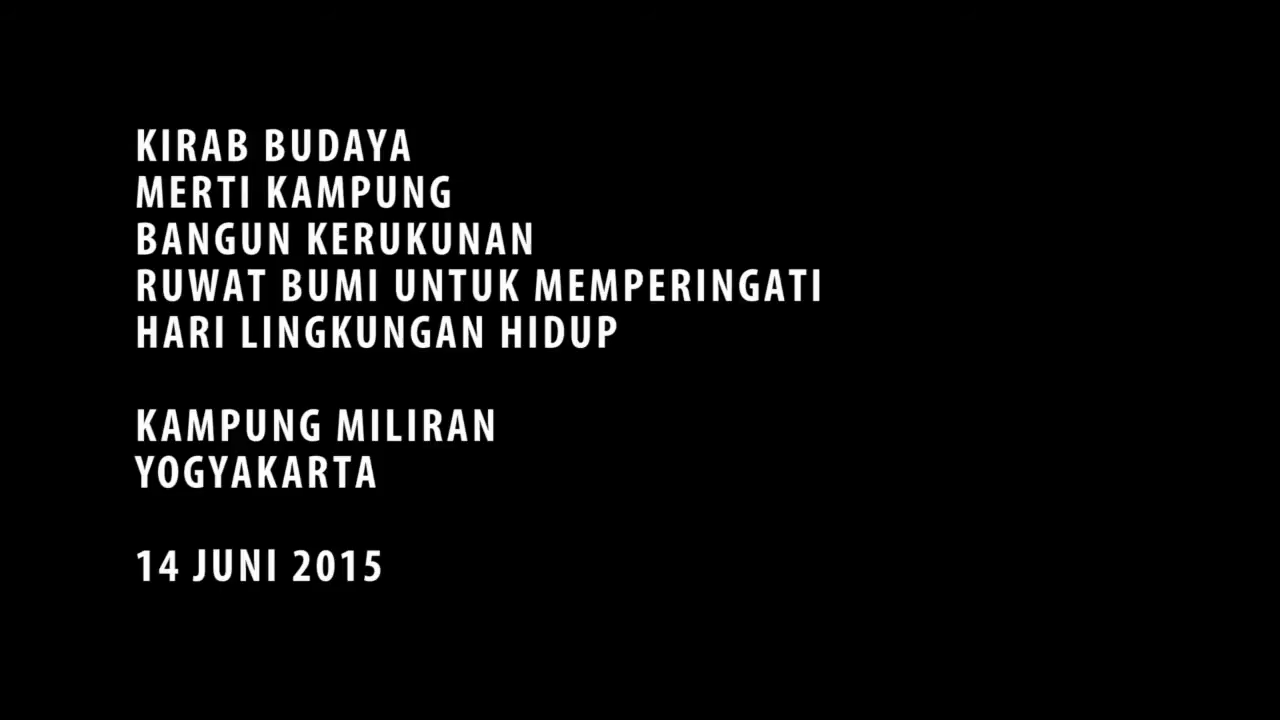 KIRAB BUDAYA
MERTI KAMPUNG
BANGUN KERUKUNAN
RUWAT BUMI UNTUK MEMPERINGATI
HARI LINGKUNGAN HIDUP
KAMPUNG MILIRAN
YOGYAKARTA
14 JUNI 2015